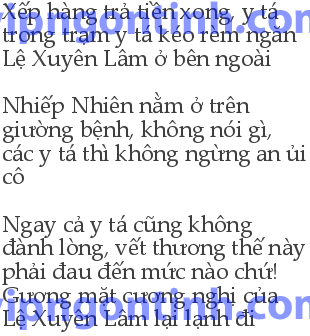 Xếp hàng trả tiền xong, y tá
trong trạm y tá kéo rèm ngăn
Lệ Xuyên Lâm ở bên ngoài
Nhiếp Nhiên nằm ở trên
giường bệnh, không nói gì,
các y tá thì không ngừng an ủi
cô
Ngay cả y tá cũng không
đành lòng, vết thương thế này
phải đau đến mức nào chứ!
Gương mặt cương nghị của
Lệ Xuyên Lâm lại lạnh đi